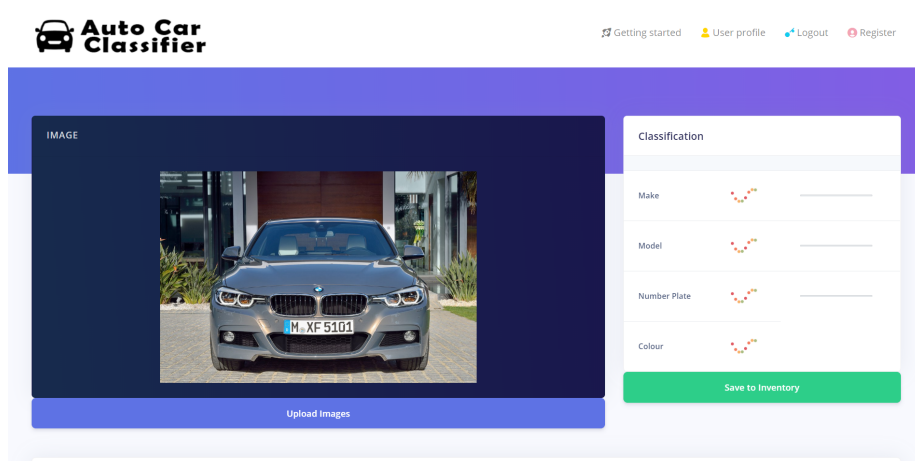 Auto Car
Classifier
Getting started
User profile
Logout
Register
IMAGE
Classification
Make
Model
M XF 5101
Number Plate
Colour
Save to Inventory
Upload Images